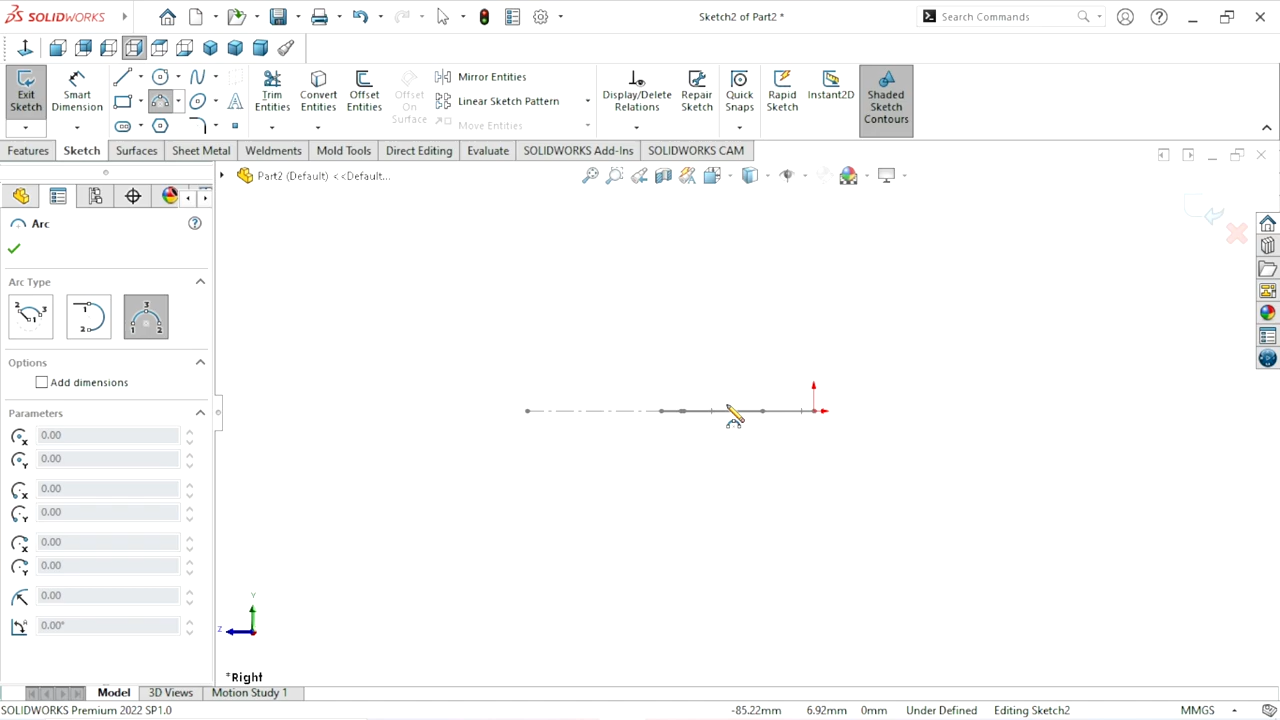 SOLIDWORKS
Sketch2 of Part2 *
Search Commands
Exit Sketch
Smart Dimension
Trim Entities
Convert Entities
Offset Entities
Offset On Surface
Mirror Entities
Linear Sketch Pattern
Move Entities
Display/Delete Relations
Repair Sketch
Quick Snaps
Rapid Sketch
Instant2D
Shaded Sketch Contours
Features
Sketch
Surfaces
Sheet Metal
Weldments
Mold Tools
Direct Editing
Evaluate
SOLIDWORKS Add-Ins
SOLIDWORKS CAM
Part2 (Default) <<Default...
Arc
Arc Type
Options
Add dimensions
Parameters
0.00
0.00
0.00
0.00
0.00
0.00
0.00
0.00°
Y
Z
*Right
Model
3D Views
Motion Study 1
SOLIDWORKS Premium 2022 SP1.0
-85.22mm
6.92mm
0mm
Under Defined
Editing Sketch2
MMGS